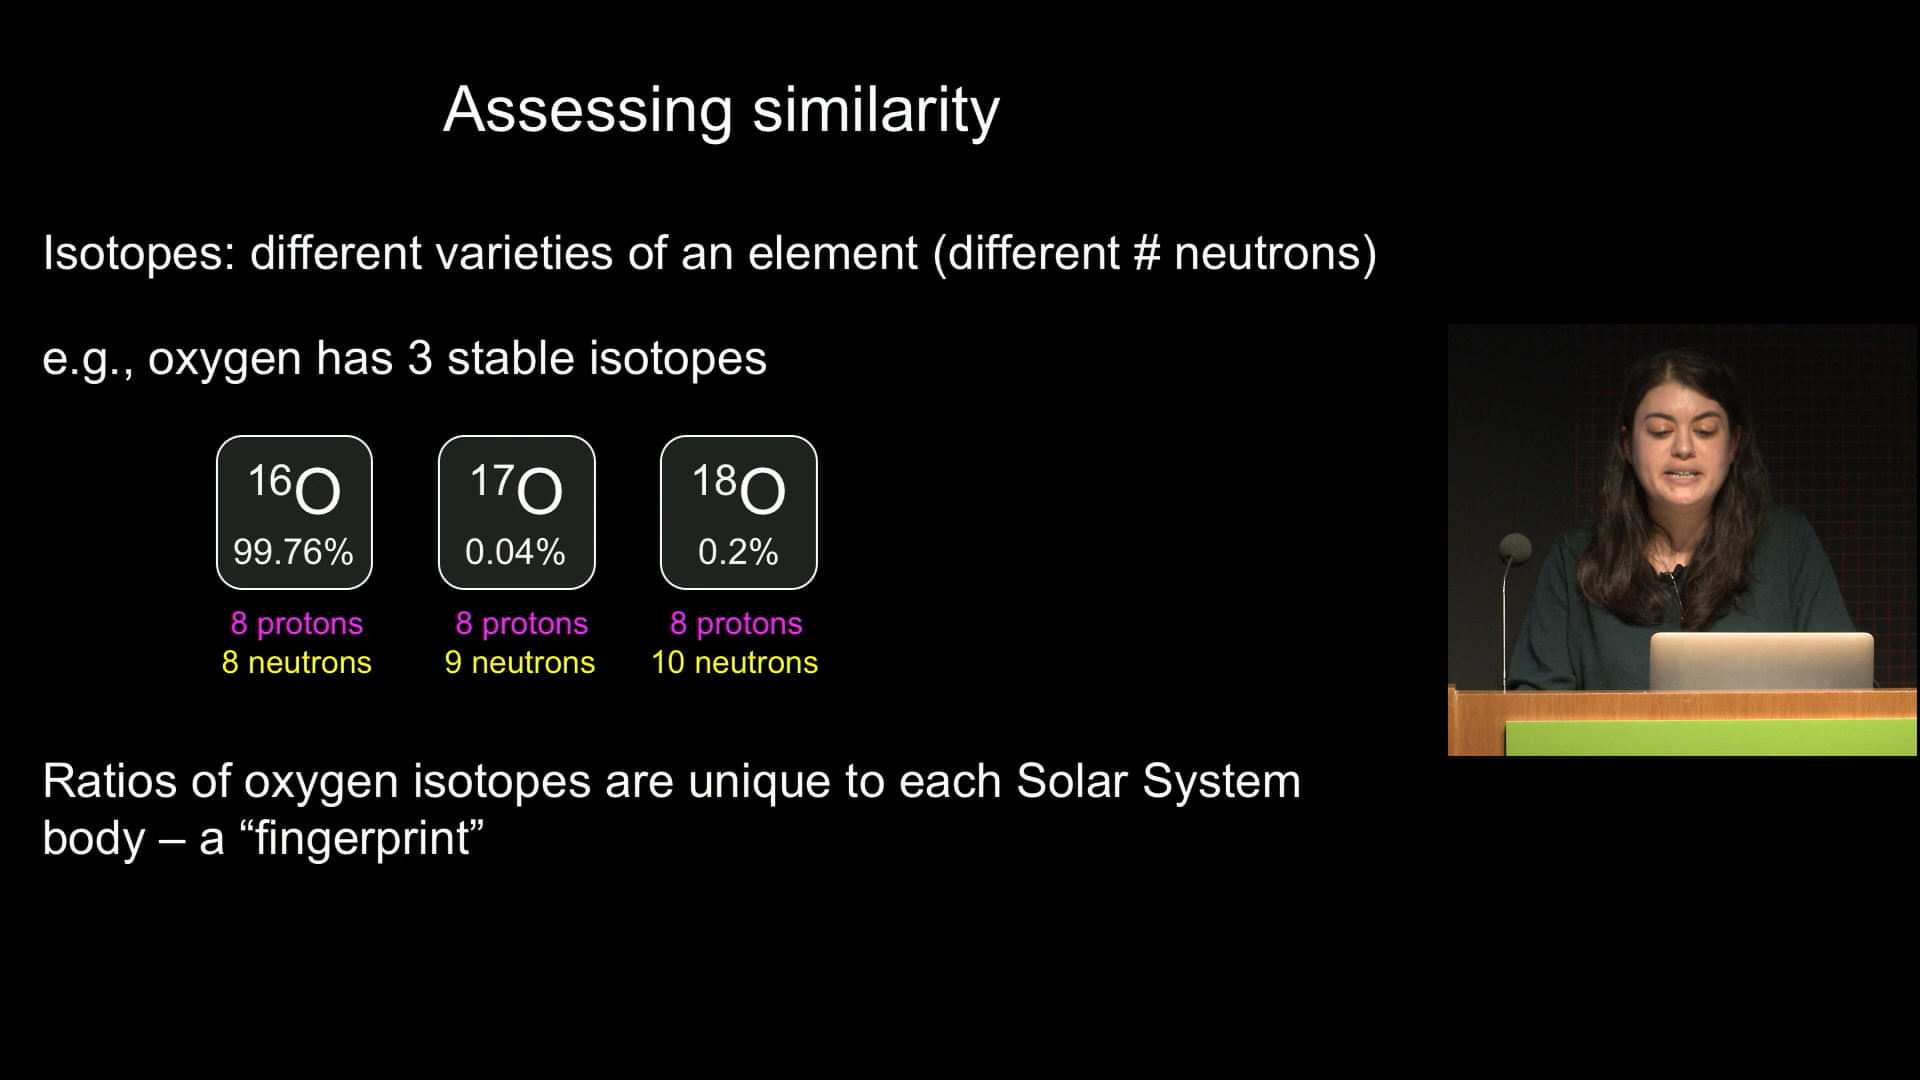 Assessing similarity
Isotopes: different varieties of an element (different # neutrons)
e.g., oxygen has 3 stable isotopes
¹⁶O ¹⁷O ¹⁸O
99.76% 0.04% 0.2%
8 protons 8 protons 8 protons
8 neutrons 9 neutrons 10 neutrons
Ratios of oxygen isotopes are unique to each Solar System
body – a “fingerprint”